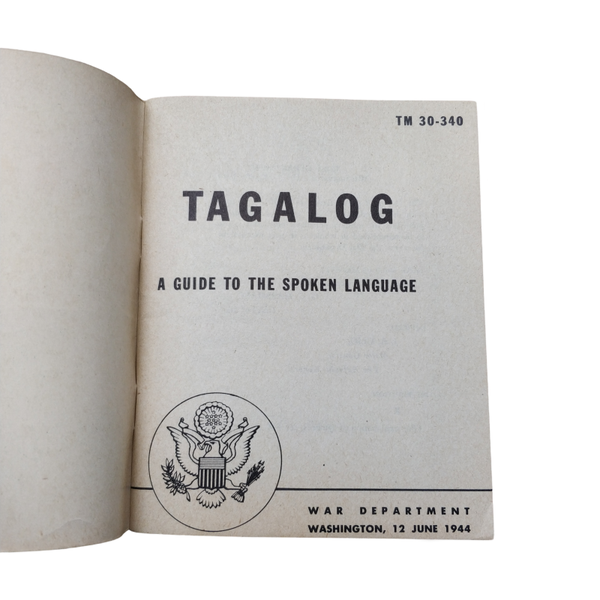 TM 30-340
TAGALOG
A GUIDE TO THE SPOKEN LANGUAGE
WAR DEPARTMENT
WASHINGTON, 12 JUNE 1944